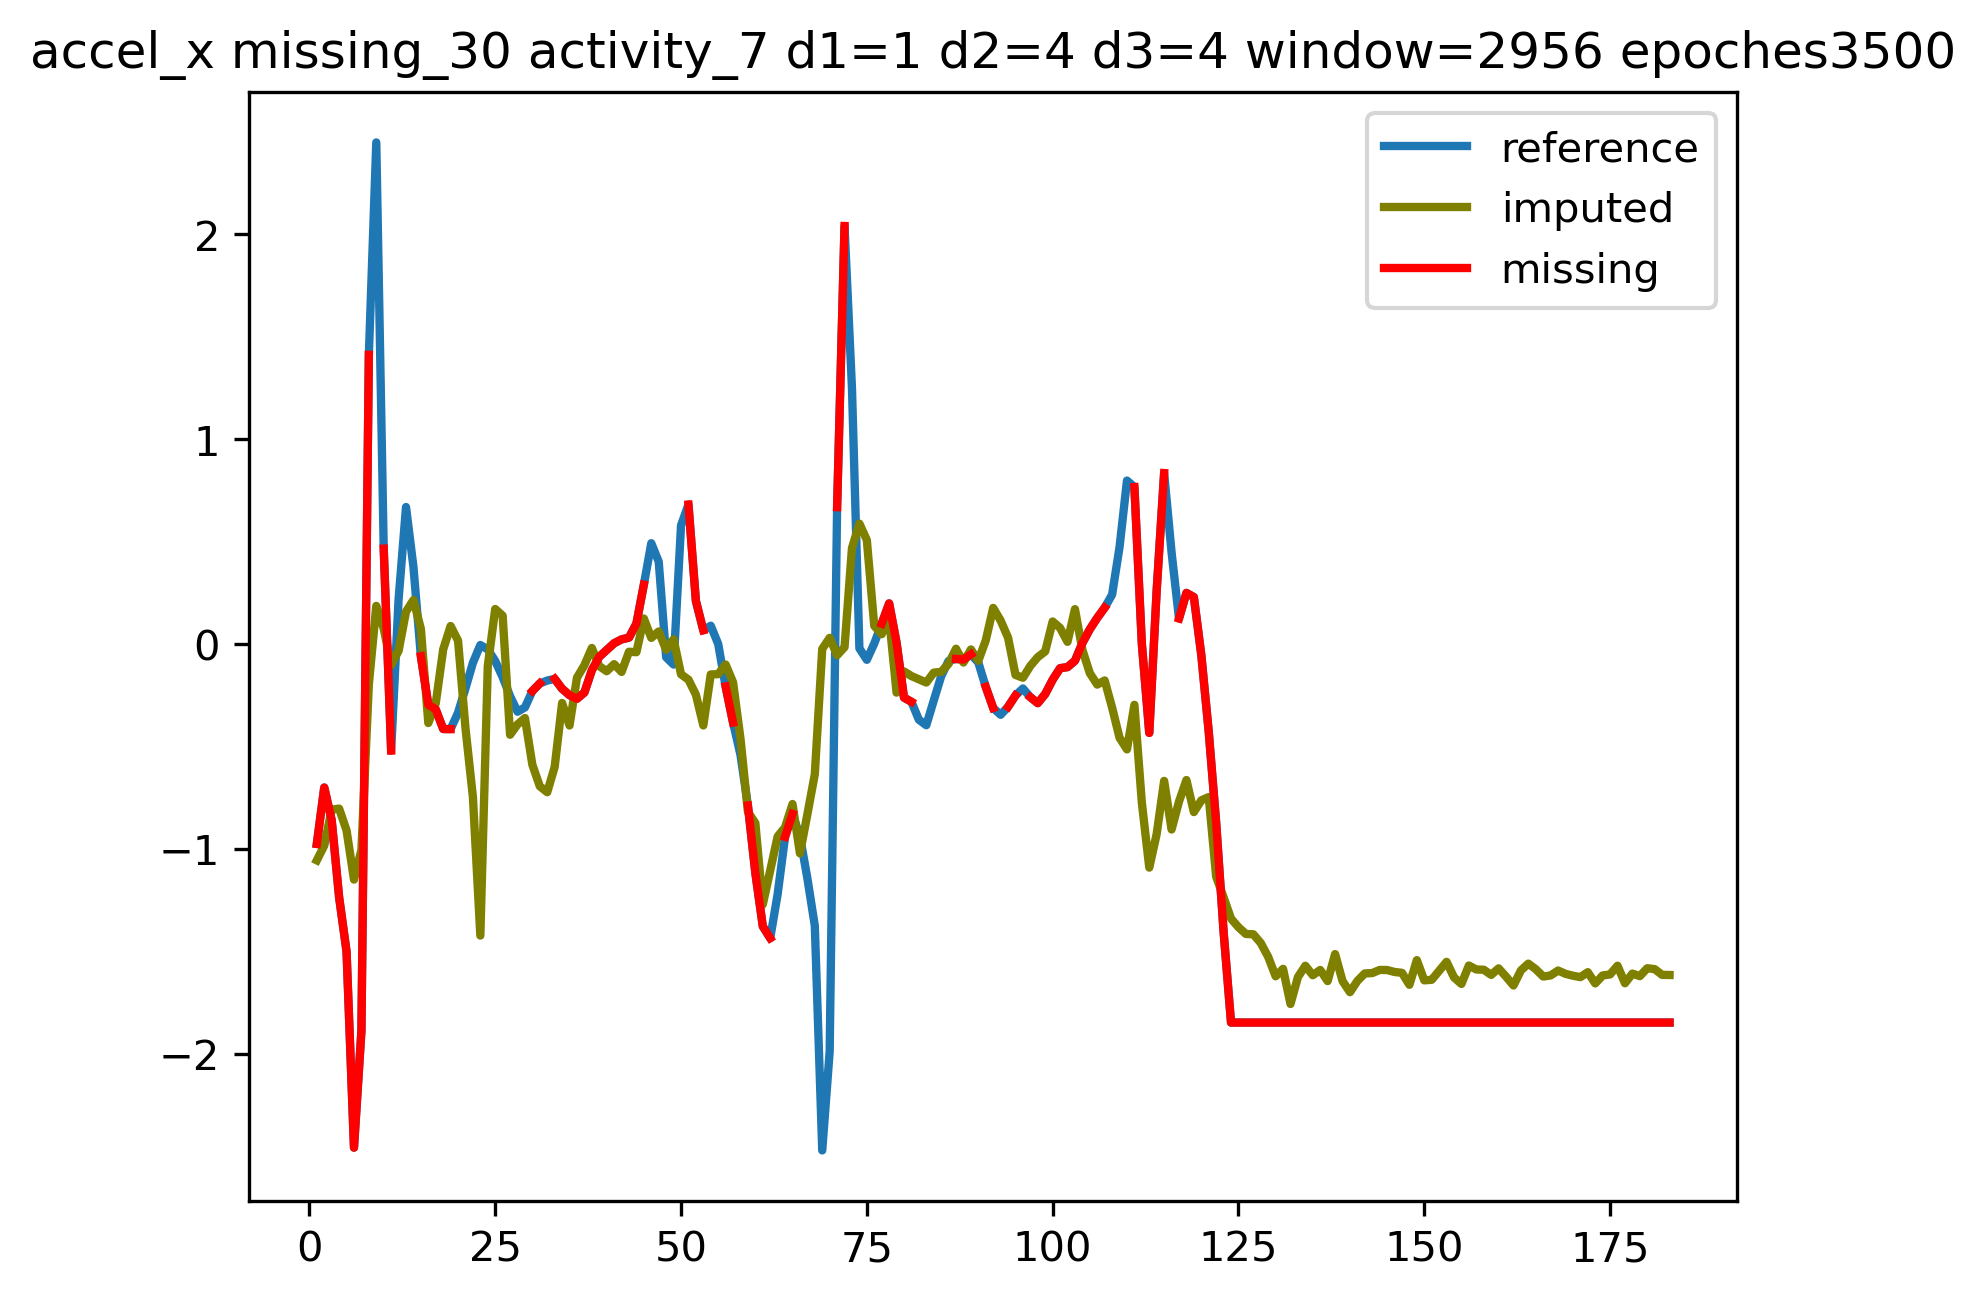 accel_x missing_30 activity_7 d1=1 d2=4 d3=4 window=2956 epoches3500
reference
imputed
missing
2
1
0
−1
−2
0 25 50 75 100 125 150 175